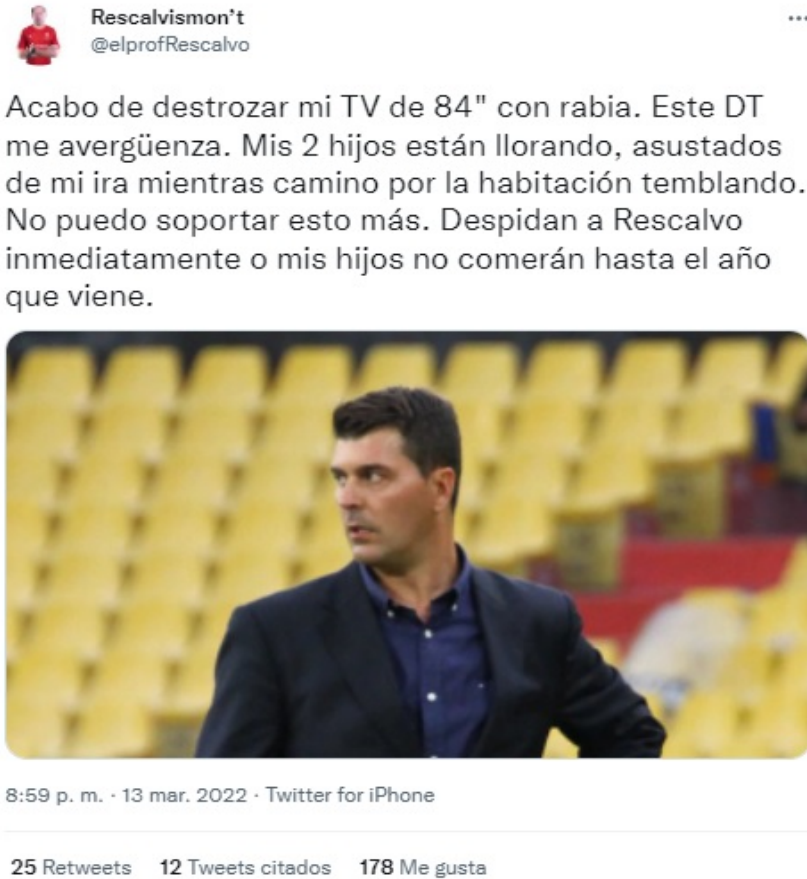 Rescalvismon't
@elprofRescalvo
Acabo de destrozar mi TV de 84" con rabia. Este DT
me avergüenza. Mis 2 hijos están llorando, asustados
de mi ira mientras camino por la habitación temblando.
No puedo soportar esto más. Despidan a Rescalvo
inmediatamente o mis hijos no comerán hasta el año
que viene.
8:59 p. m. · 13 mar. 2022 · Twitter for iPhone
25 Retweets 12 Tweets citados 178 Me gusta